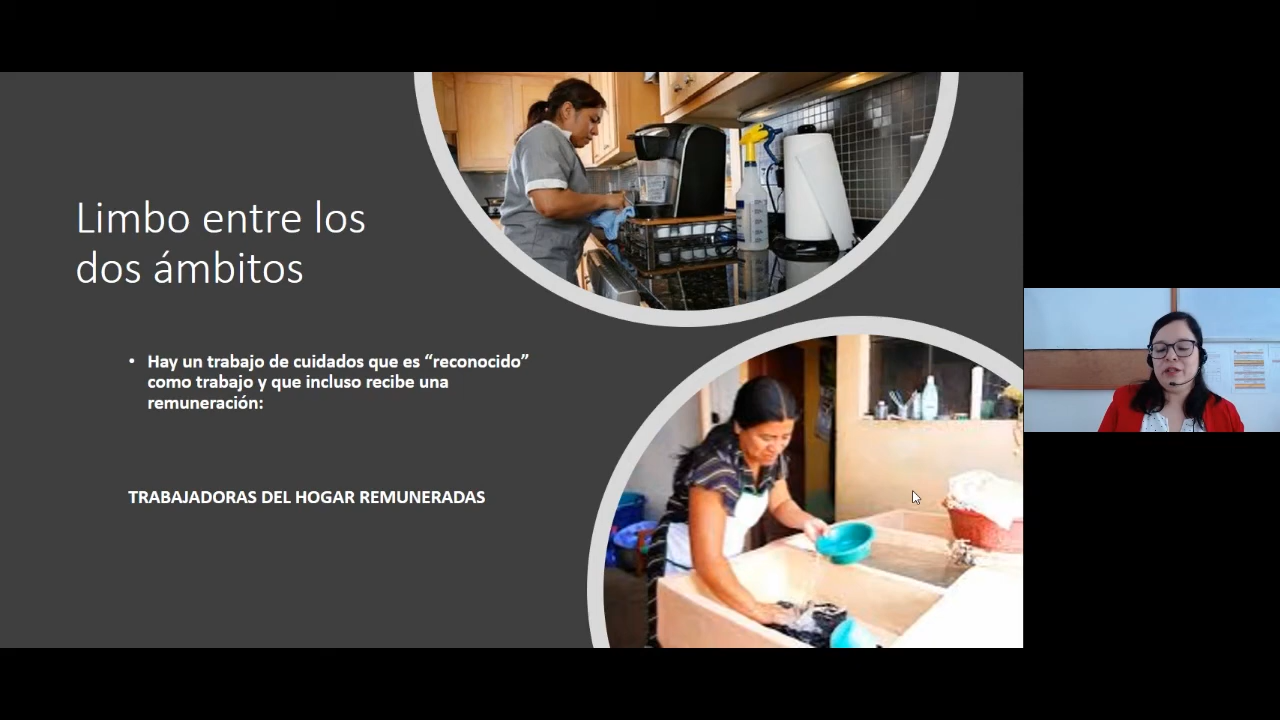 Limbo entre los
dos ámbitos
• Hay un trabajo de cuidados que es “reconocido”
como trabajo y que incluso recibe una
remuneración:
TRABAJADORAS DEL HOGAR REMUNERADAS